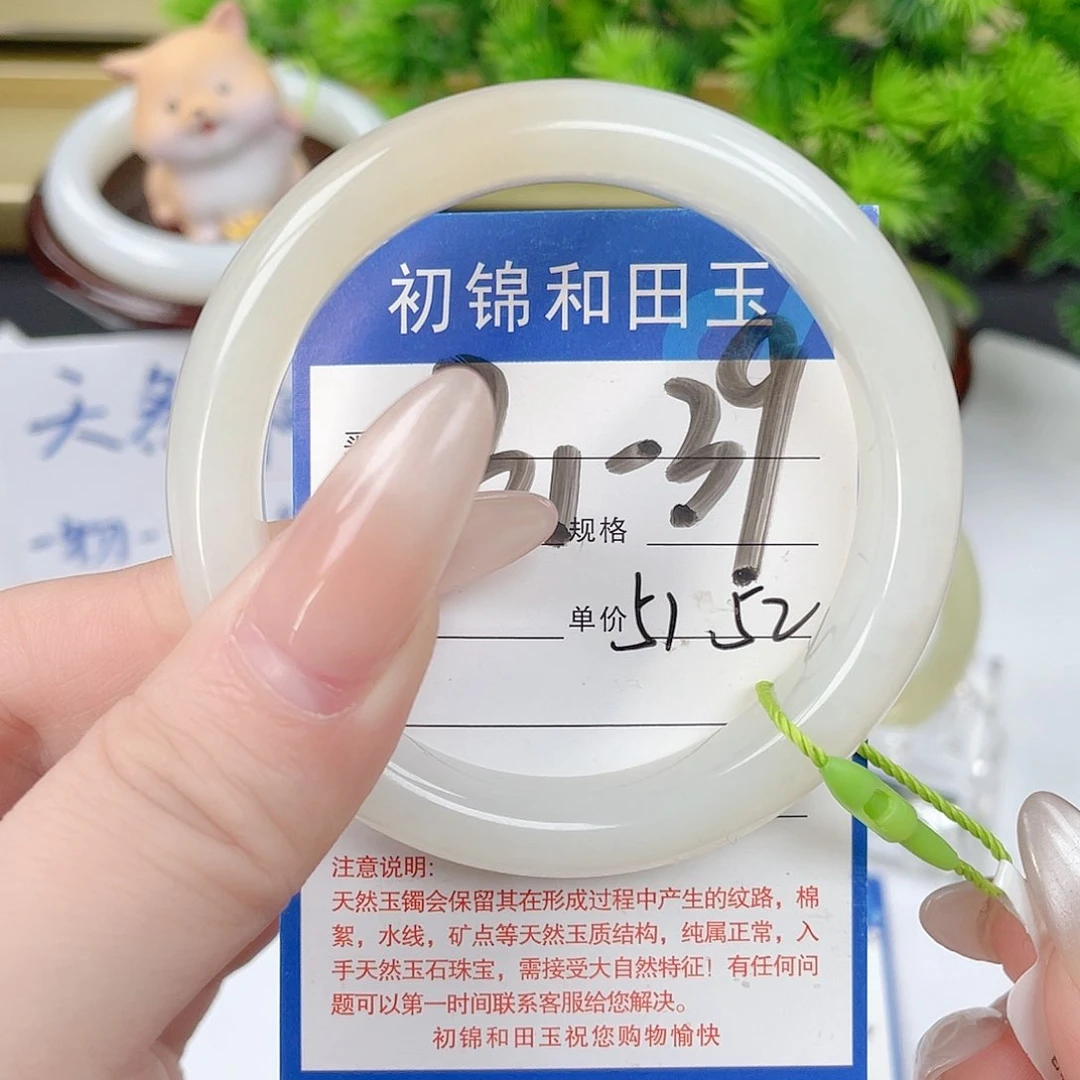 初锦和田玉
31-39
规格
单价51.52
注意说明:
天然玉镯会保留其在形成过程中产生的纹路，棉
絮，水线，矿点等天然玉质结构，纯属正常，入
手天然玉石珠宝，需接受大自然特征！有任何问
题可以第一时间联系客服给您解决。
初锦和田玉祝您购物愉快
天